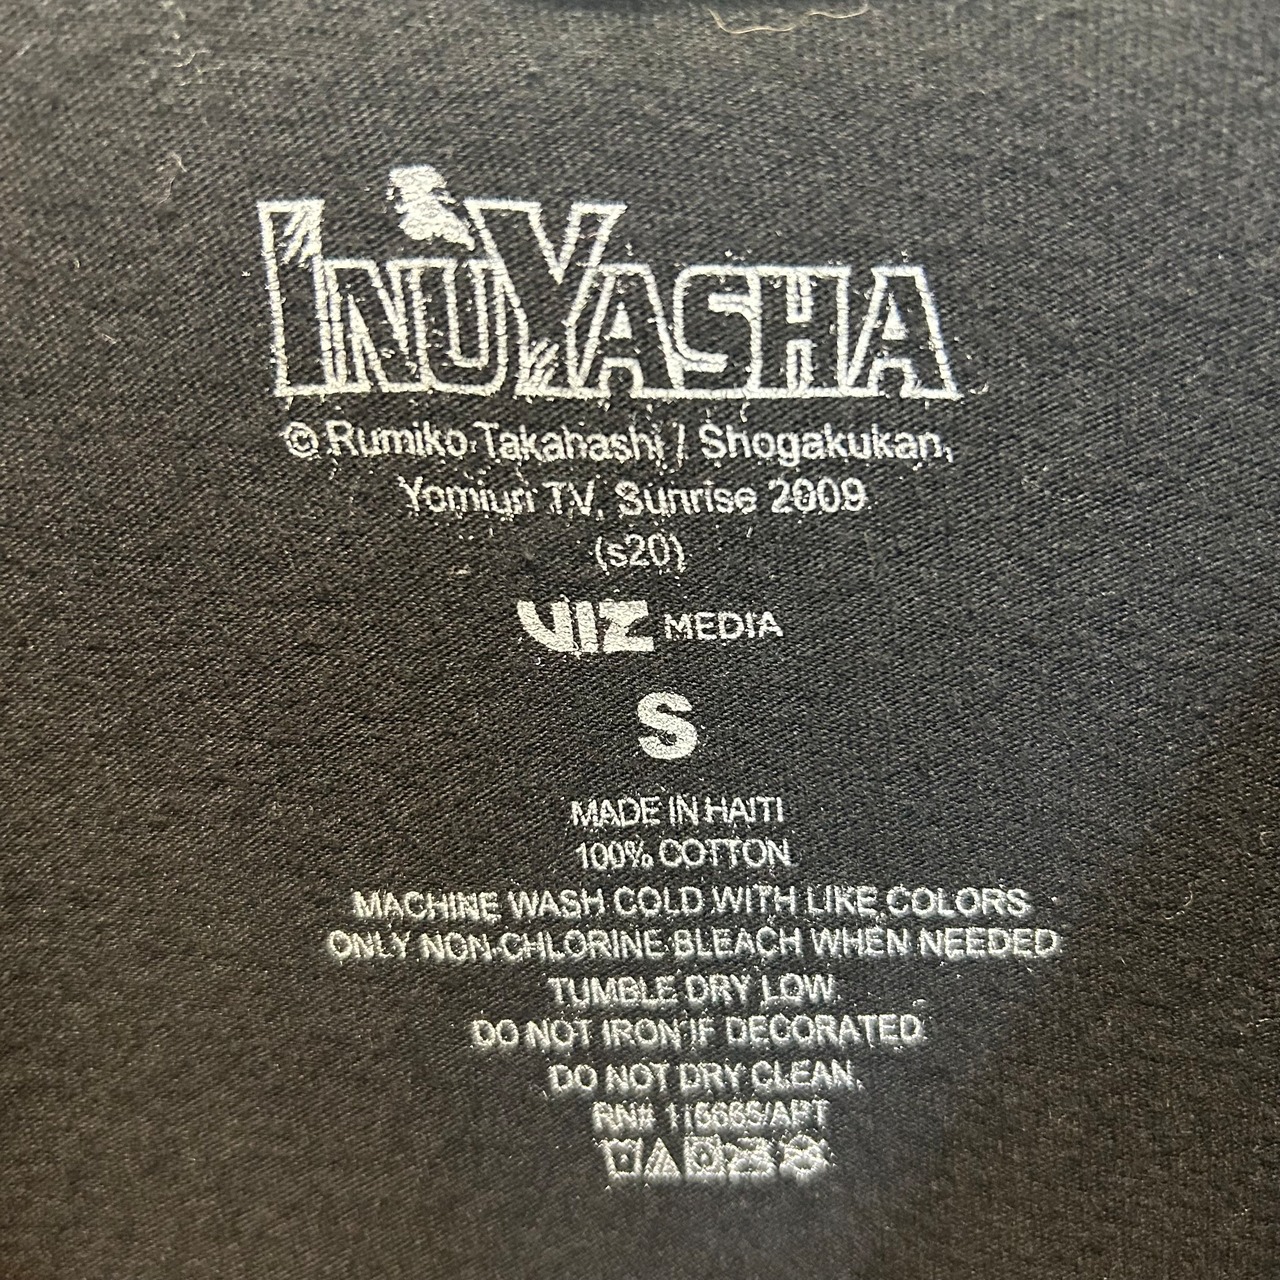 INUYASHA
© Rumiko Takahashi / Shogakukan,
Yomiuri TV, Sunrise 2009
(s20)
VIZ MEDIA
S
MADE IN HAITI
100% COTTON
MACHINE WASH COLD WITH LIKE COLORS
ONLY NON-CHLORINE BLEACH WHEN NEEDED
TUMBLE DRY LOW.
DO NOT IRON IF DECORATED.
DO NOT DRY CLEAN.
RN#